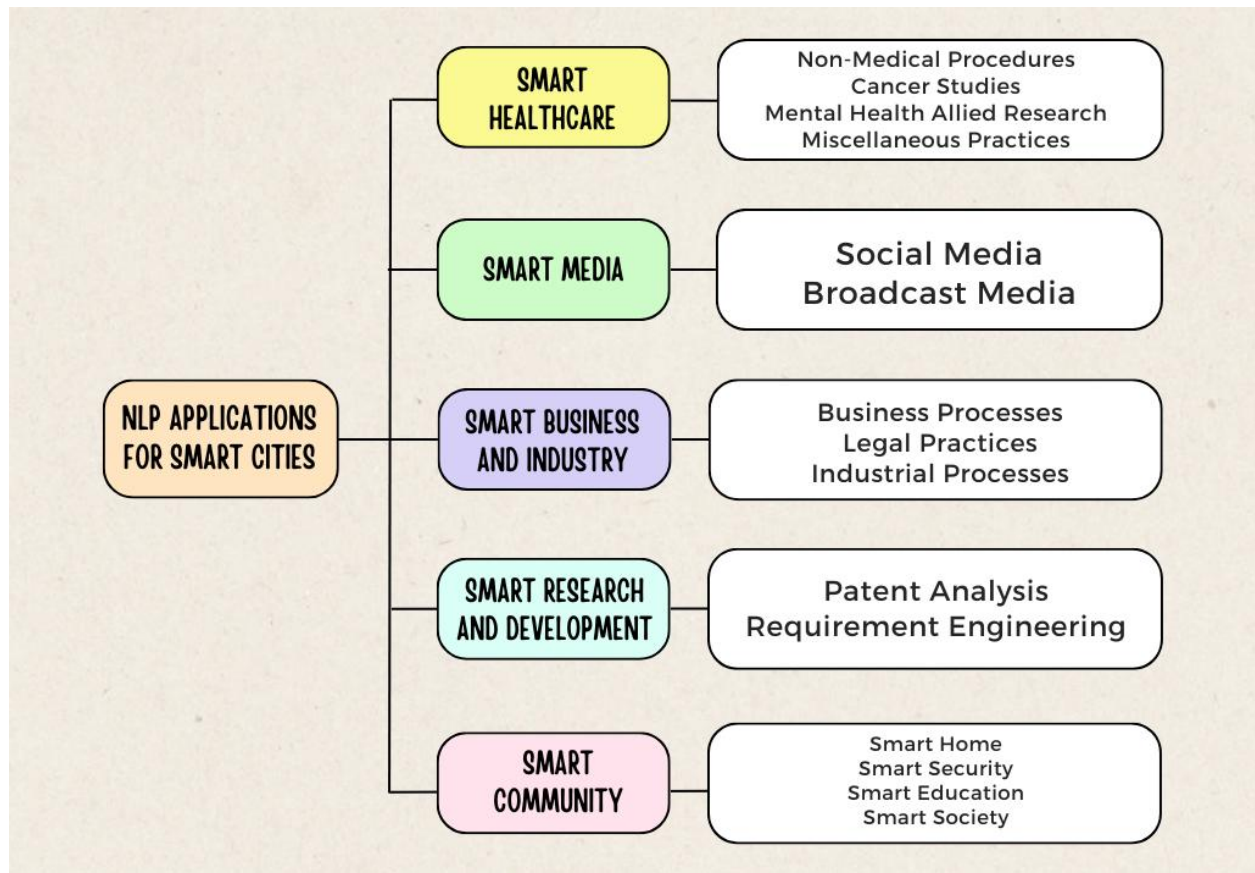 NLP APPLICATIONS
FOR SMART CITIES
SMART
HEALTHCARE
Non-Medical Procedures
Cancer Studies
Mental Health Allied Research
Miscellaneous Practices
SMART MEDIA
Social Media
Broadcast Media
SMART BUSINESS
AND INDUSTRY
Business Processes
Legal Practices
Industrial Processes
SMART RESEARCH
AND DEVELOPMENT
Patent Analysis
Requirement Engineering
SMART
COMMUNITY
Smart Home
Smart Security
Smart Education
Smart Society